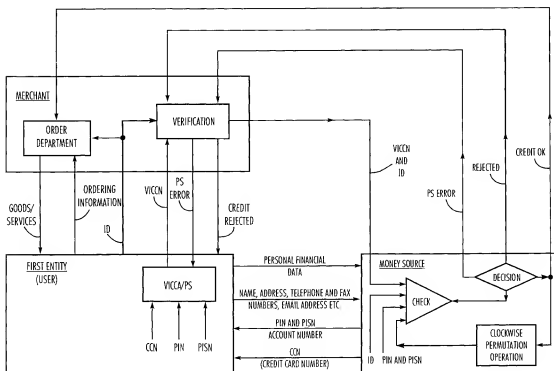 MERCHANT
ORDER
DEPARTMENT
VERIFICATION
GOODS/
SERVICES
ORDERING
INFORMATION
ID
VICCN
PS
ERROR
CREDIT
REJECTED
VICCN
AND
ID
PS ERROR
REJECTED
CREDIT OK
FIRST ENTITY
(USER)
VICCA/PS
CCN
PIN
PISN
PERSONAL FINANCIAL
DATA
NAME, ADDRESS, TELEPHONE AND FAX
NUMBERS, EMAIL ADDRESS ETC.
PIN AND PISN
ACCOUNT NUMBER
CCN
(CREDIT CARD NUMBER)
MONEY SOURCE
CHECK
DECISION
ID
PIN AND PISN
CLOCKWISE
PERMUTATION
OPERATION